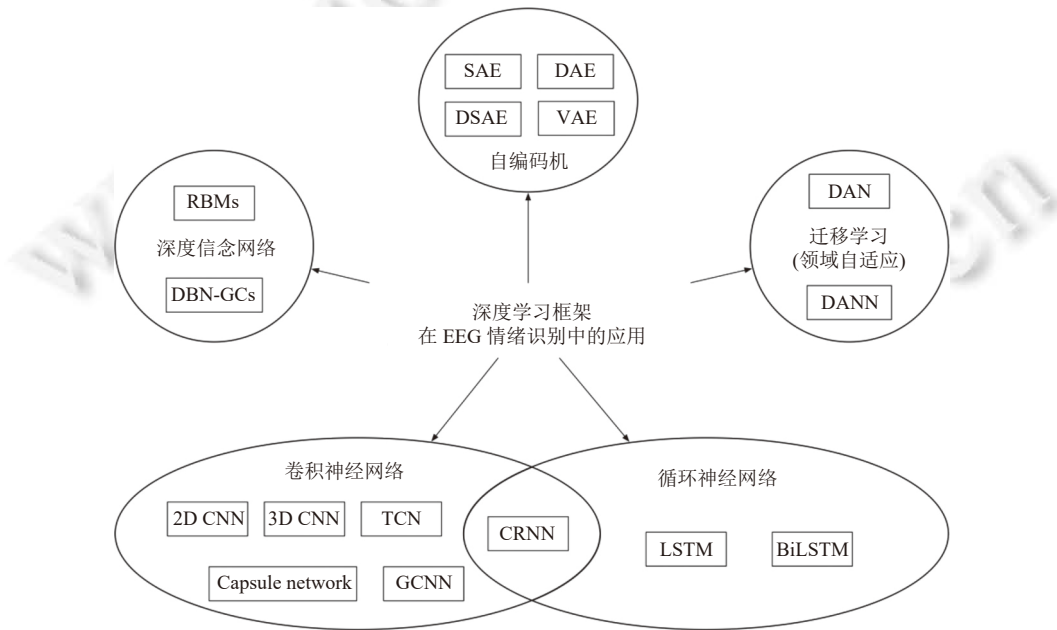 SAE
DAE
DSAE
VAE
自编码机
RBMs
深度信念网络
DBN-GCs
DAN
迁移学习
(领域自适应)
DANN
深度学习框架
在 EEG 情绪识别中的应用
卷积神经网络
2D CNN
3D CNN
TCN
Capsule network
GCNN
CRNN
循环神经网络
LSTM
BiLSTM